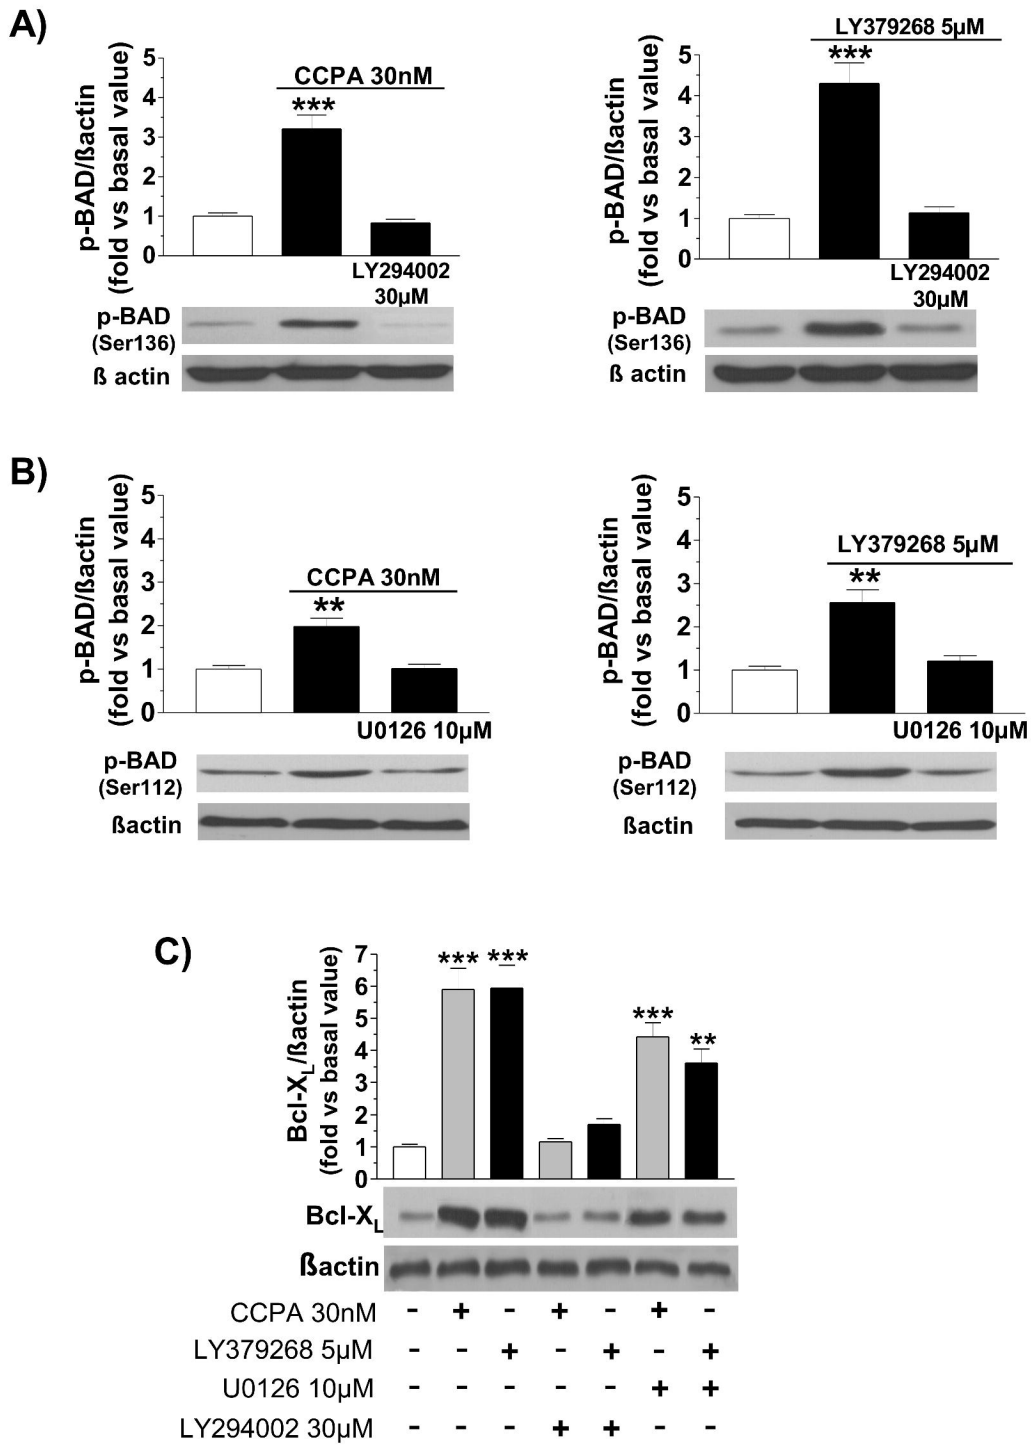 A)
p-BAD/ßactin
(fold vs basal value)
5
4
3
2
1
0
CCPA 30nM
***
LY294002
30µM
p-BAD
(Ser136)
ß actin
p-BAD/ßactin
(fold vs basal value)
5
4
3
2
1
0
LY379268 5µM
***
LY294002
30µM
p-BAD
(Ser136)
ß actin
B)
p-BAD/ßactin
(fold vs basal value)
5
4
3
2
1
0
CCPA 30nM
**
U0126 10µM
p-BAD
(Ser112)
ßactin
p-BAD/ßactin
(fold vs basal value)
5
4
3
2
1
0
LY379268 5µM
**
U0126 10µM
p-BAD
(Ser112)
ßactin
C)
Bcl-XL/ßactin
(fold vs basal value)
7
6
5
4
3
2
1
0
*** *** *** **
Bcl-XL
ßactin
CCPA 30nM - + - + - + -
LY379268 5µM - - + - + - +
U0126 10µM - - - - - + +
LY294002 30µM - - - + + - -